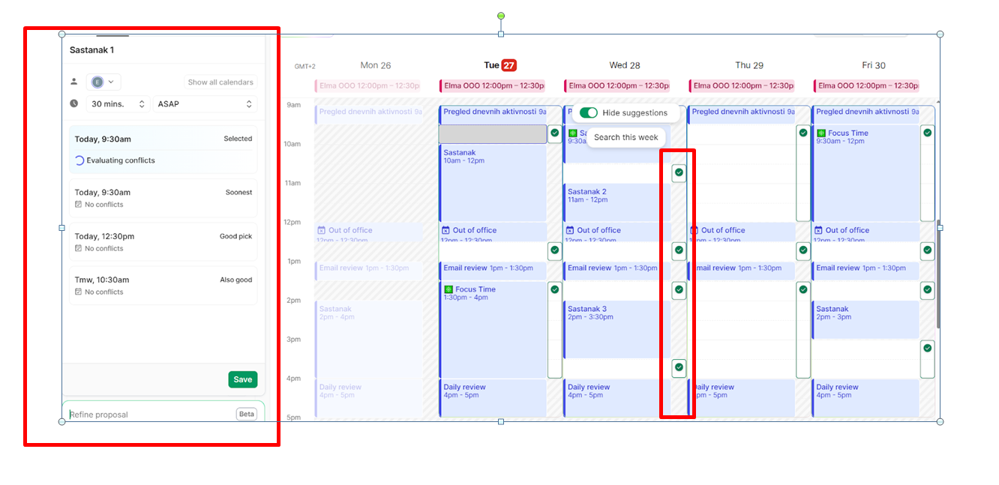 Sastanak 1
E
Show all calendars
30 mins.
ASAP
Today, 9:30am
Selected
Evaluating conflicts
Today, 9:30am
Soonest
No conflicts
Today, 12:30pm
Good pick
No conflicts
Tmw, 10:30am
Also good
No conflicts
Save
Refine proposal
Beta
GMT+2
Mon 26
Tue 27
Wed 28
Thu 29
Fri 30
Elma OOO 12:00pm – 12:30p
Elma OOO 12:00pm – 12:30p
Elma OOO 12:00pm – 12:30p
Elma OOO 12:00pm – 12:30p
Elma OOO 12:00pm – 12:30p
9am
10am
11am
12pm
1pm
2pm
3pm
4pm
5pm
Pregled dnevnih aktivnosti 9a
Out of office
12pm - 12:30pm
Email review 1pm - 1:30pm
Sastanak
2pm - 4pm
Daily review
4pm - 5pm
Pregled dnevnih aktivnosti 9a
Sastanak
10am - 12pm
Out of office
12pm - 12:30pm
Email review 1pm - 1:30pm
Focus Time
1:30pm - 4pm
Daily review
4pm - 5pm
P
Hide suggestions
Sa
9:30a
Search this week
Sastanak 2
11am - 12pm
Out of office
12pm - 12:30pm
Email review 1pm - 1:30pm
Sastanak 3
2pm - 3:30pm
Daily review
4pm - 5pm
Pregled dnevnih aktivnosti 9a
Out of office
12pm - 12:30pm
mail review 1pm - 1:30pm
Daily review
pm - 5pm
Pregled dnevnih aktivnosti 9a
Focus Time
9:30am - 12pm
Out of office
12pm - 12:30pm
Email review 1pm - 1:30pm
Sastanak
2pm - 3pm
Daily review
4pm - 5pm